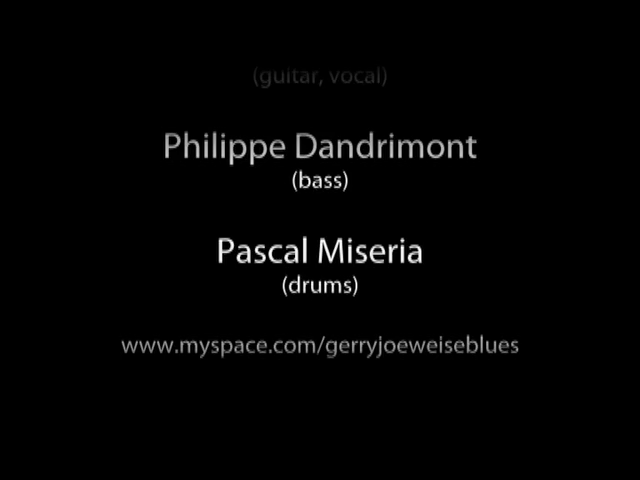 (guitar, vocal)
Philippe Dandrimont
(bass)
Pascal Miseria
(drums)
www.myspace.com/gerryjoeweiseblues